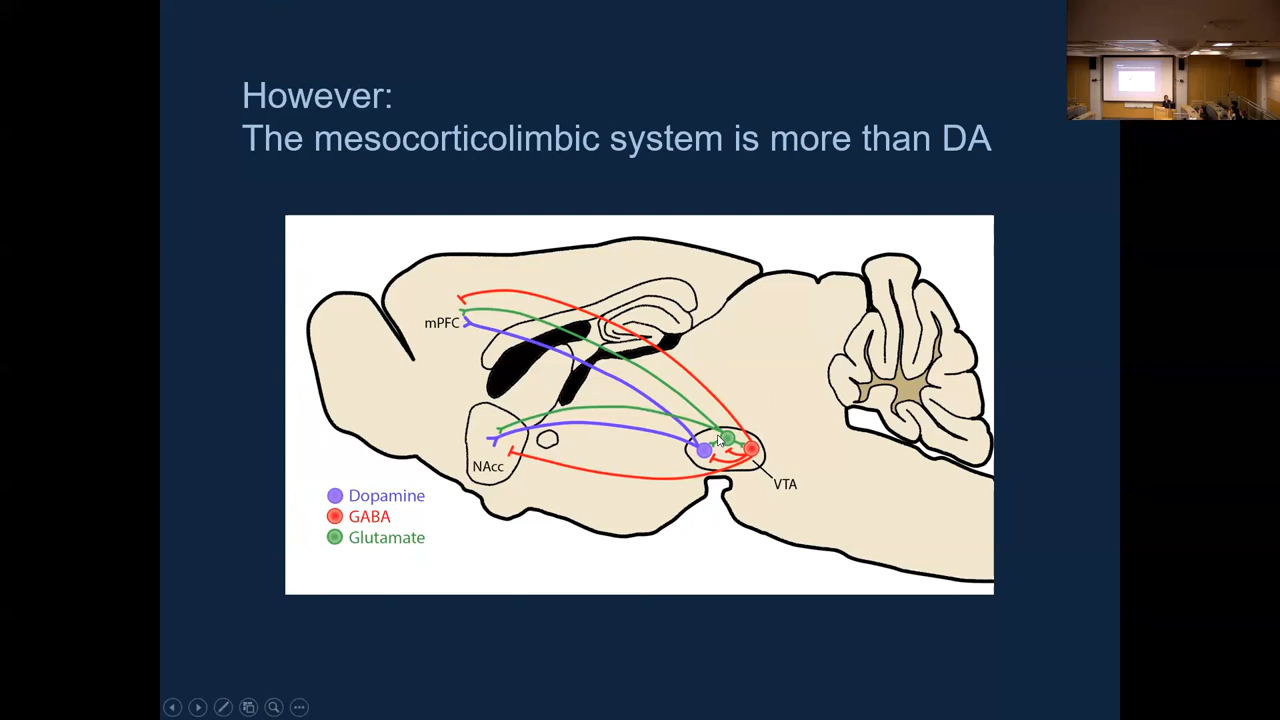 However:
The mesocorticolimbic system is more than DA
mPFC
NAcc
VTA
Dopamine
GABA
Glutamate